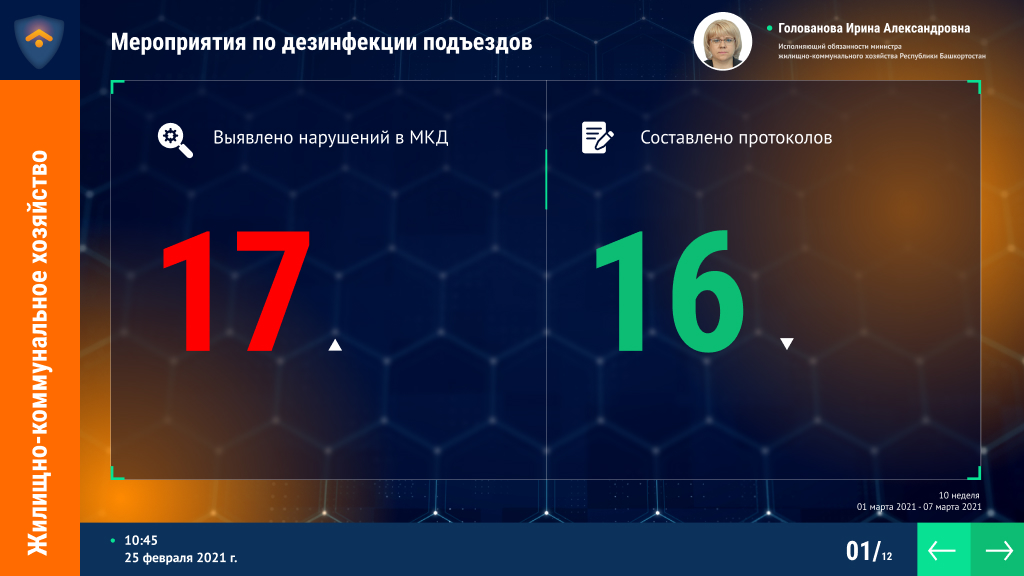 Мероприятия по дезинфекции подъездов
Голованова Ирина Александровна
Исполняющий обязанности министра
жилищно-коммунального хозяйства Республики Башкортостан
Жилищно-коммунальное хозяйство
Выявлено нарушений в МКД
Составлено протоколов
17
16
10 неделя
01 марта 2021 - 07 марта 2021
10:45
25 февраля 2021 г.
01/12